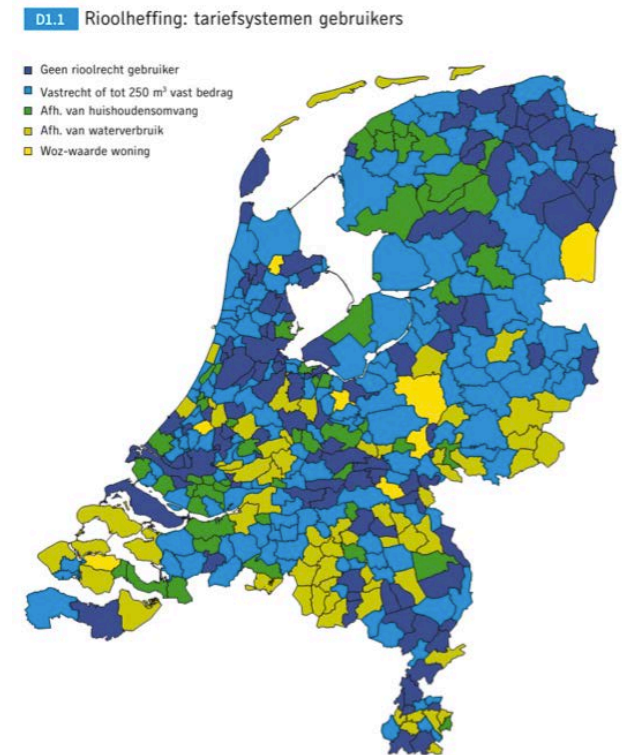 D1.1 Rioolheffing: tariefsystemen gebruikers
Geen rioolrecht gebruiker
Vastrecht of tot 250 m³ vast bedrag
Afh. van huishoudensomvang
Afh. van waterverbruik
Woz-waarde woning